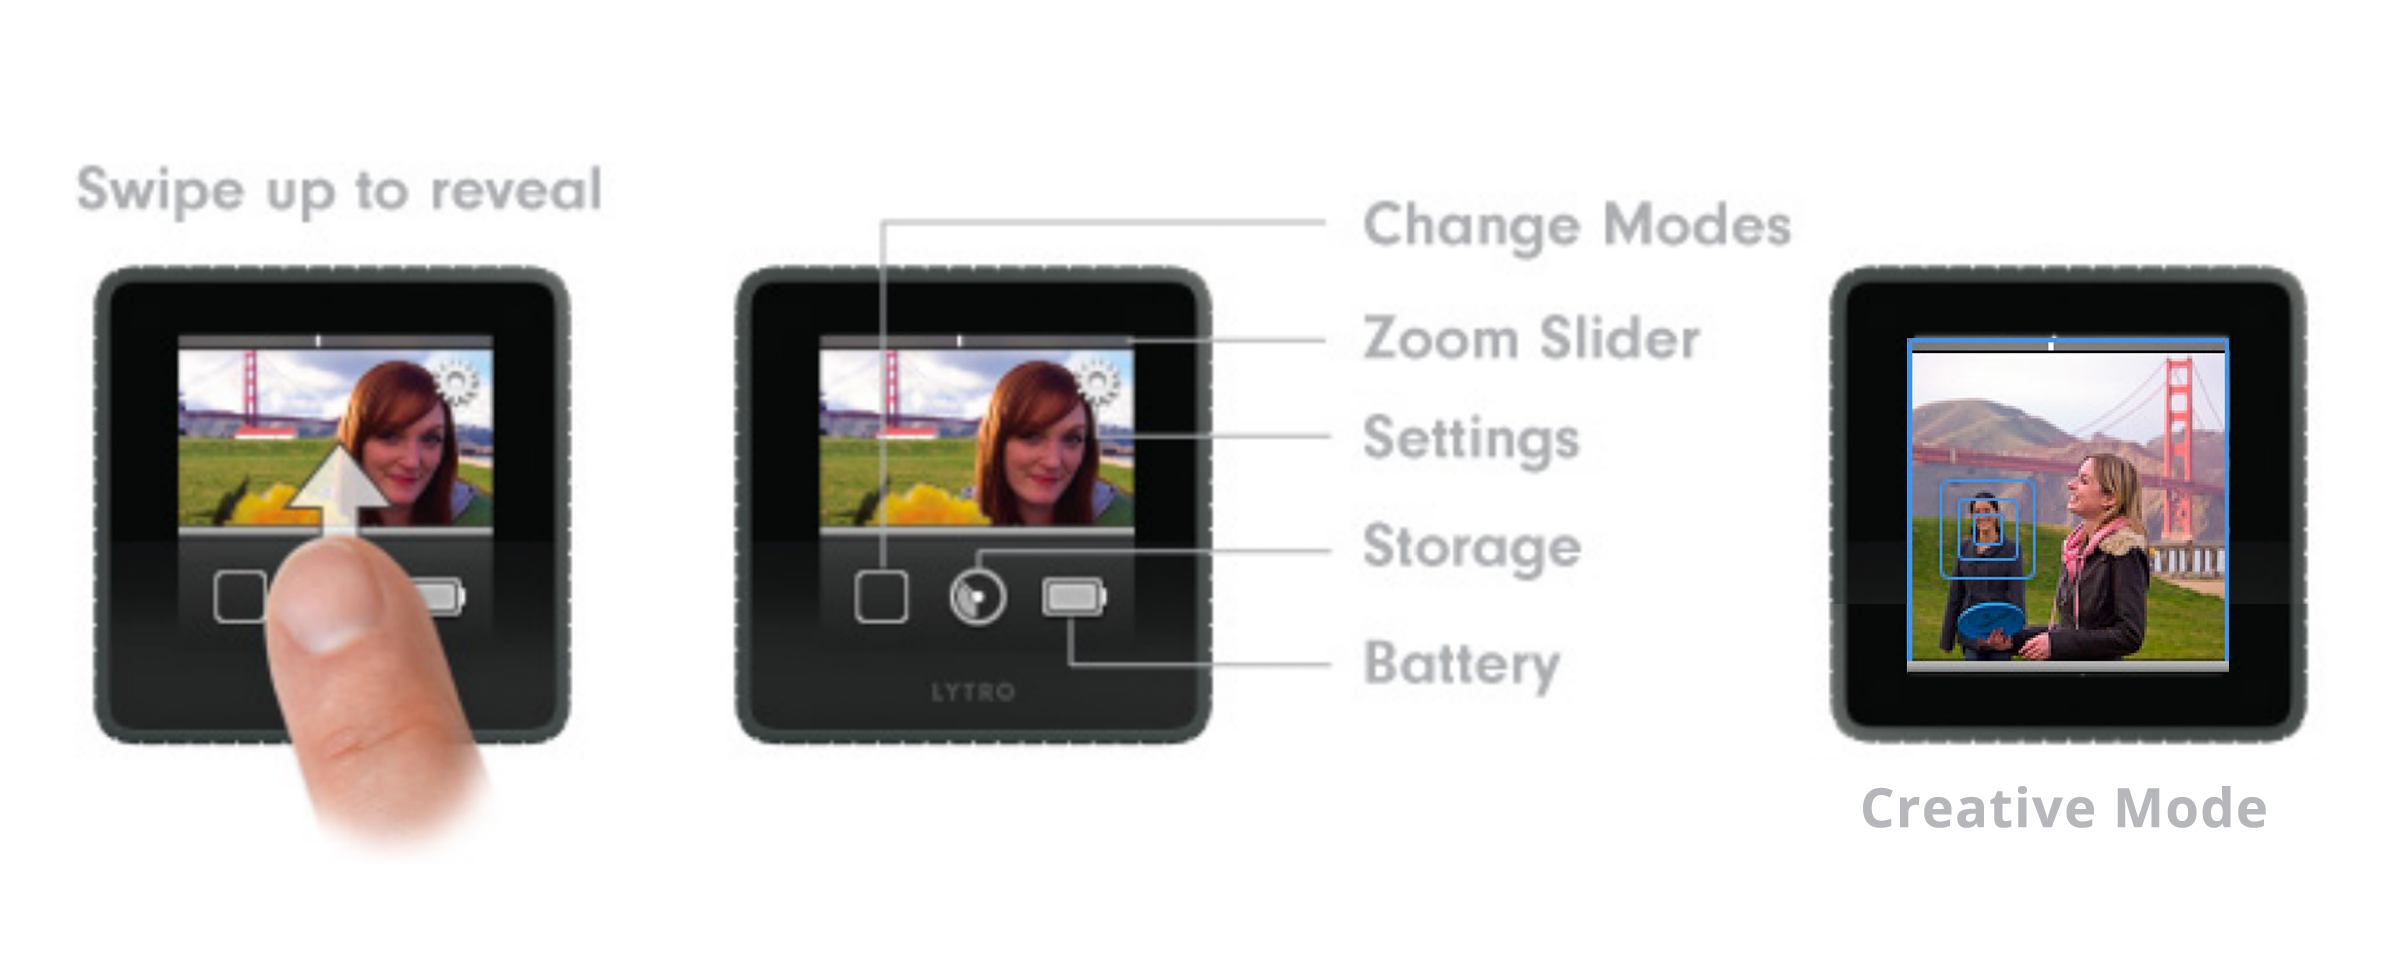 Swipe up to reveal
Change Modes
Zoom Slider
Settings
Storage
Battery
LYTRO
Creative Mode